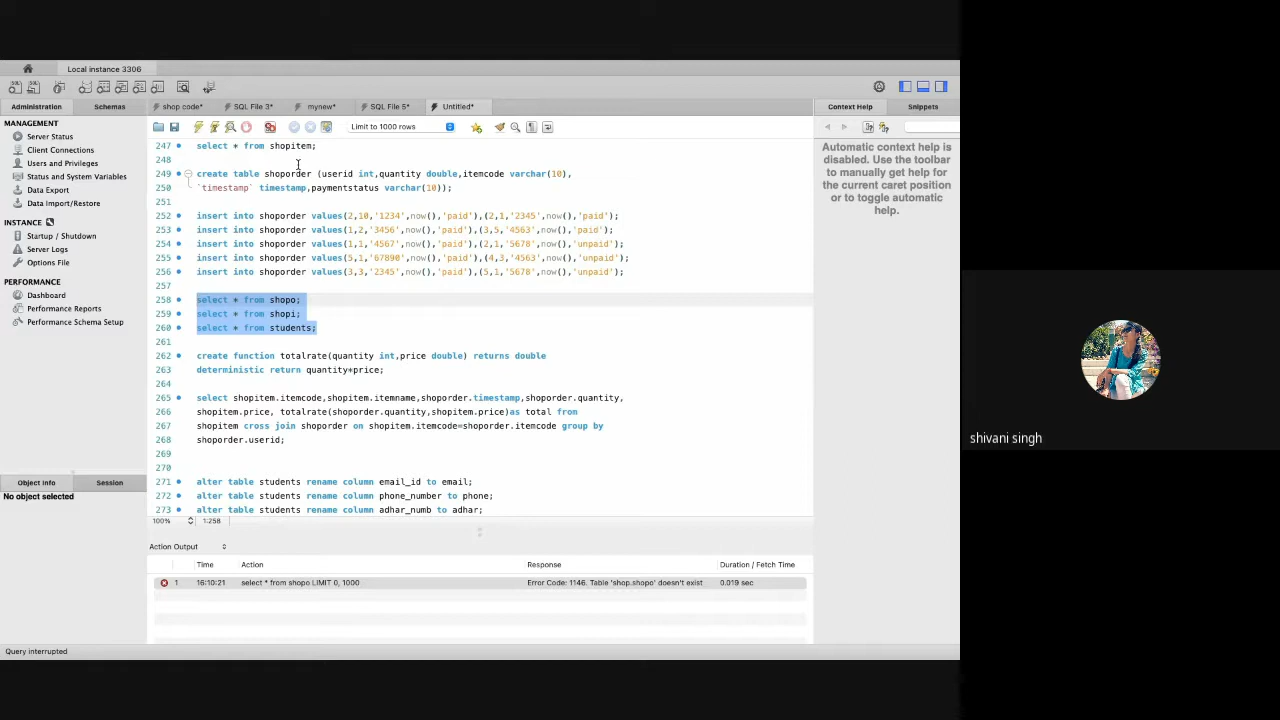 Local instance 3306
Administration Schemas shop code* SQL File 3* mynew* SQL File 5* Untitled* Context Help Snippets
MANAGEMENT
Server Status
Client Connections
Users and Privileges
Status and System Variables
Data Export
Data Import/Restore
INSTANCE
Startup / Shutdown
Server Logs
Options File
PERFORMANCE
Dashboard
Performance Reports
Performance Schema Setup
Object Info Session
No object selected
Limit to 1000 rows
247 select * from shopitem;
248
249 create table shoporder (userid int,quantity double,itemcode varchar(10),
250 `timestamp` timestamp,paymentstatus varchar(10));
251
252 insert into shoporder values(2,10,'1234',now(),'paid'),(2,1,'2345',now(),'paid');
253 insert into shoporder values(1,2,'3456',now(),'paid'),(3,5,'4563',now(),'paid');
254 insert into shoporder values(1,1,'4567',now(),'paid'),(2,1,'5678',now(),'unpaid');
255 insert into shoporder values(5,1,'67890',now(),'paid'),(4,3,'4563',now(),'unpaid');
256 insert into shoporder values(3,3,'2345',now(),'paid'),(5,1,'5678',now(),'unpaid');
257
258 select * from shopo;
259 select * from shopi;
260 select * from students;
261
262 create function totalrate(quantity int,price double) returns double
263 deterministic return quantity*price;
264
265 select shopitem.itemcode,shopitem.itemname,shoporder.timestamp,shoporder.quantity,
266 shopitem.price, totalrate(shoporder.quantity,shopitem.price)as total from
267 shopitem cross join shoporder on shopitem.itemcode=shoporder.itemcode group by
268 shoporder.userid;
269
270
271 alter table students rename column email_id to email;
272 alter table students rename column phone_number to phone;
273 alter table students rename column adhar_numb to adhar;
100% 1:258
Action Output
Time Action Response Duration / Fetch Time
1 16:10:21 select * from shopo LIMIT 0, 1000 Error Code: 1146. Table 'shop.shopo' doesn't exist 0.019 sec
Query interrupted
Automatic context help is
disabled. Use the toolbar
to manually get help for
the current caret position
or to toggle automatic
help.
shivani singh